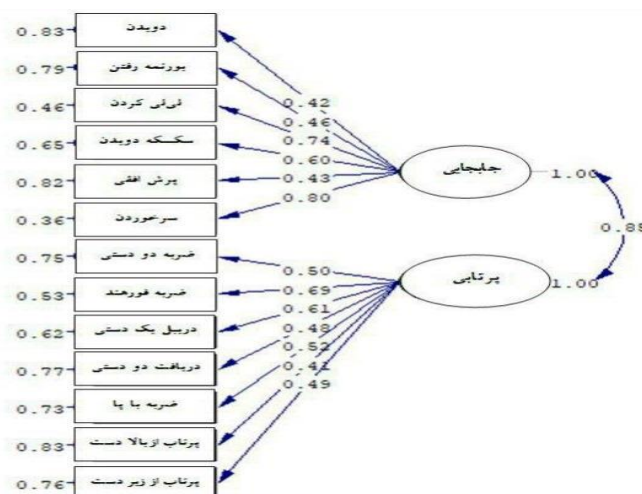 0.83 دویدن
0.79 یورتمه رفتن
0.46 لی‌لی کردن
0.65 سکسکه دویدن
0.82 پرش افقی
0.36 سرخوردن
0.75 ضربه دو دستی
0.53 ضربه فورهند
0.62 دریبل یک دستی
0.77 دریافت دو دستی
0.73 ضربه با پا
0.83 پرتاب از بالا دست
0.76 پرتاب از زیر دست
0.42
0.46
0.74
0.60
0.43
0.80
0.50
0.69
0.61
0.48
0.52
0.41
0.49
جابجایی 1.00
پرتابی 1.00